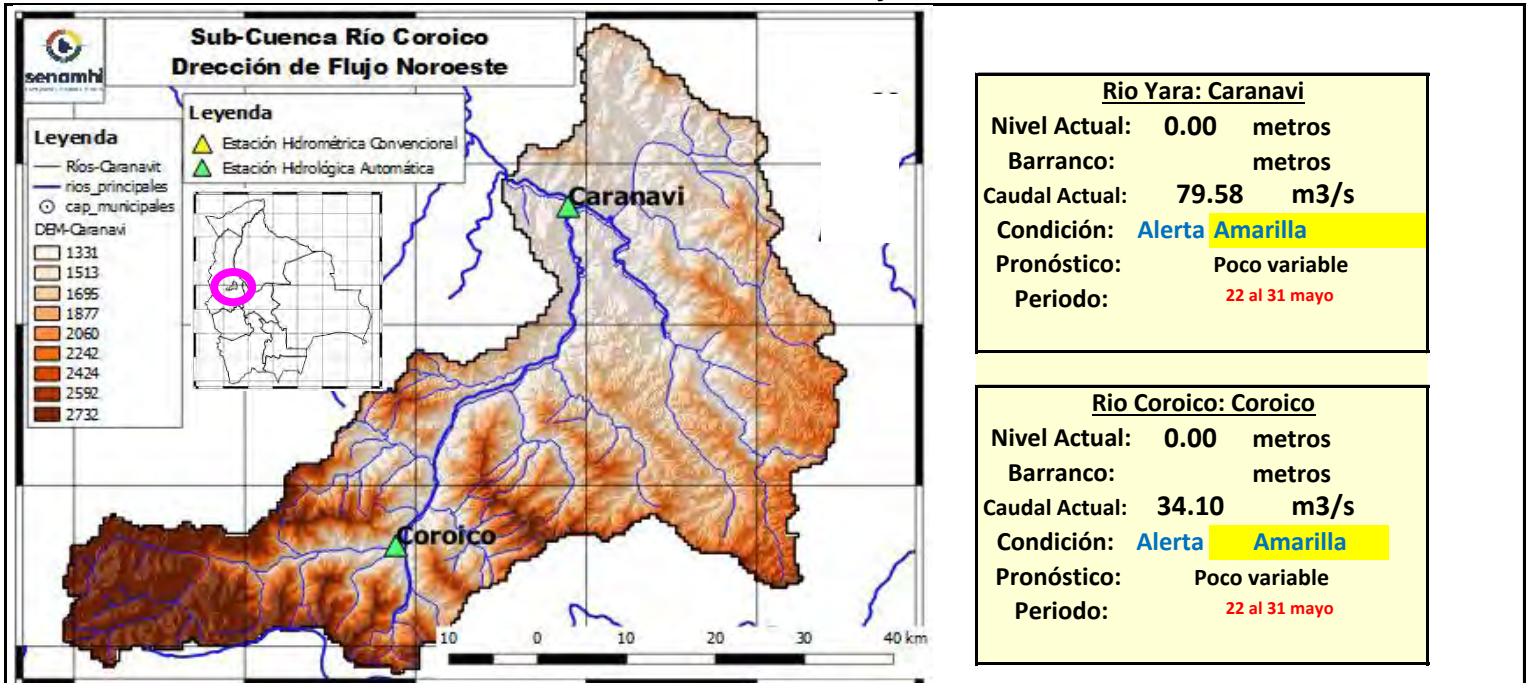 Sub-Cuenca Río Coroico
Drección de Flujo Noroeste
senamhi
Leyenda
Estación Hidrométrica Convencional
Estación Hidrológica Automática
Leyenda
Ríos-Caranavit
rios_principales
cap_municipales
DEM-Caranavi
1331
1513
1695
1877
2060
2242
2424
2592
2732
Caranavi
Coroico
10 0 10 20 30 40 km
Rio Yara: Caranavi
Nivel Actual: 0.00 metros
Barranco: metros
Caudal Actual: 79.58 m3/s
Condición: Alerta Amarilla
Pronóstico: Poco variable
Periodo: 22 al 31 mayo
Rio Coroico: Coroico
Nivel Actual: 0.00 metros
Barranco: metros
Caudal Actual: 34.10 m3/s
Condición: Alerta Amarilla
Pronóstico: Poco variable
Periodo: 22 al 31 mayo